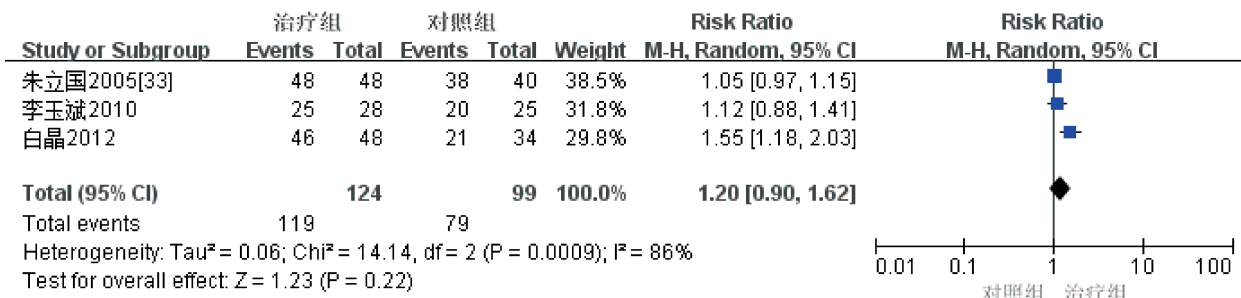 治疗组 对照组 Risk Ratio Risk Ratio
Study or Subgroup Events Total Events Total Weight M-H, Random, 95% CI M-H, Random, 95% CI
朱立国2005[33] 48 48 38 40 38.5% 1.05 [0.97, 1.15]
李玉斌2010 25 28 20 25 31.8% 1.12 [0.88, 1.41]
白晶2012 46 48 21 34 29.8% 1.55 [1.18, 2.03]
Total (95% CI) 124 99 100.0% 1.20 [0.90, 1.62]
Total events 119 79
Heterogeneity: Tau² = 0.06; Chi² = 14.14, df = 2 (P = 0.0009); I² = 86%
Test for overall effect: Z = 1.23 (P = 0.22)
0.01 0.1 1 10 100
对照组 治疗组